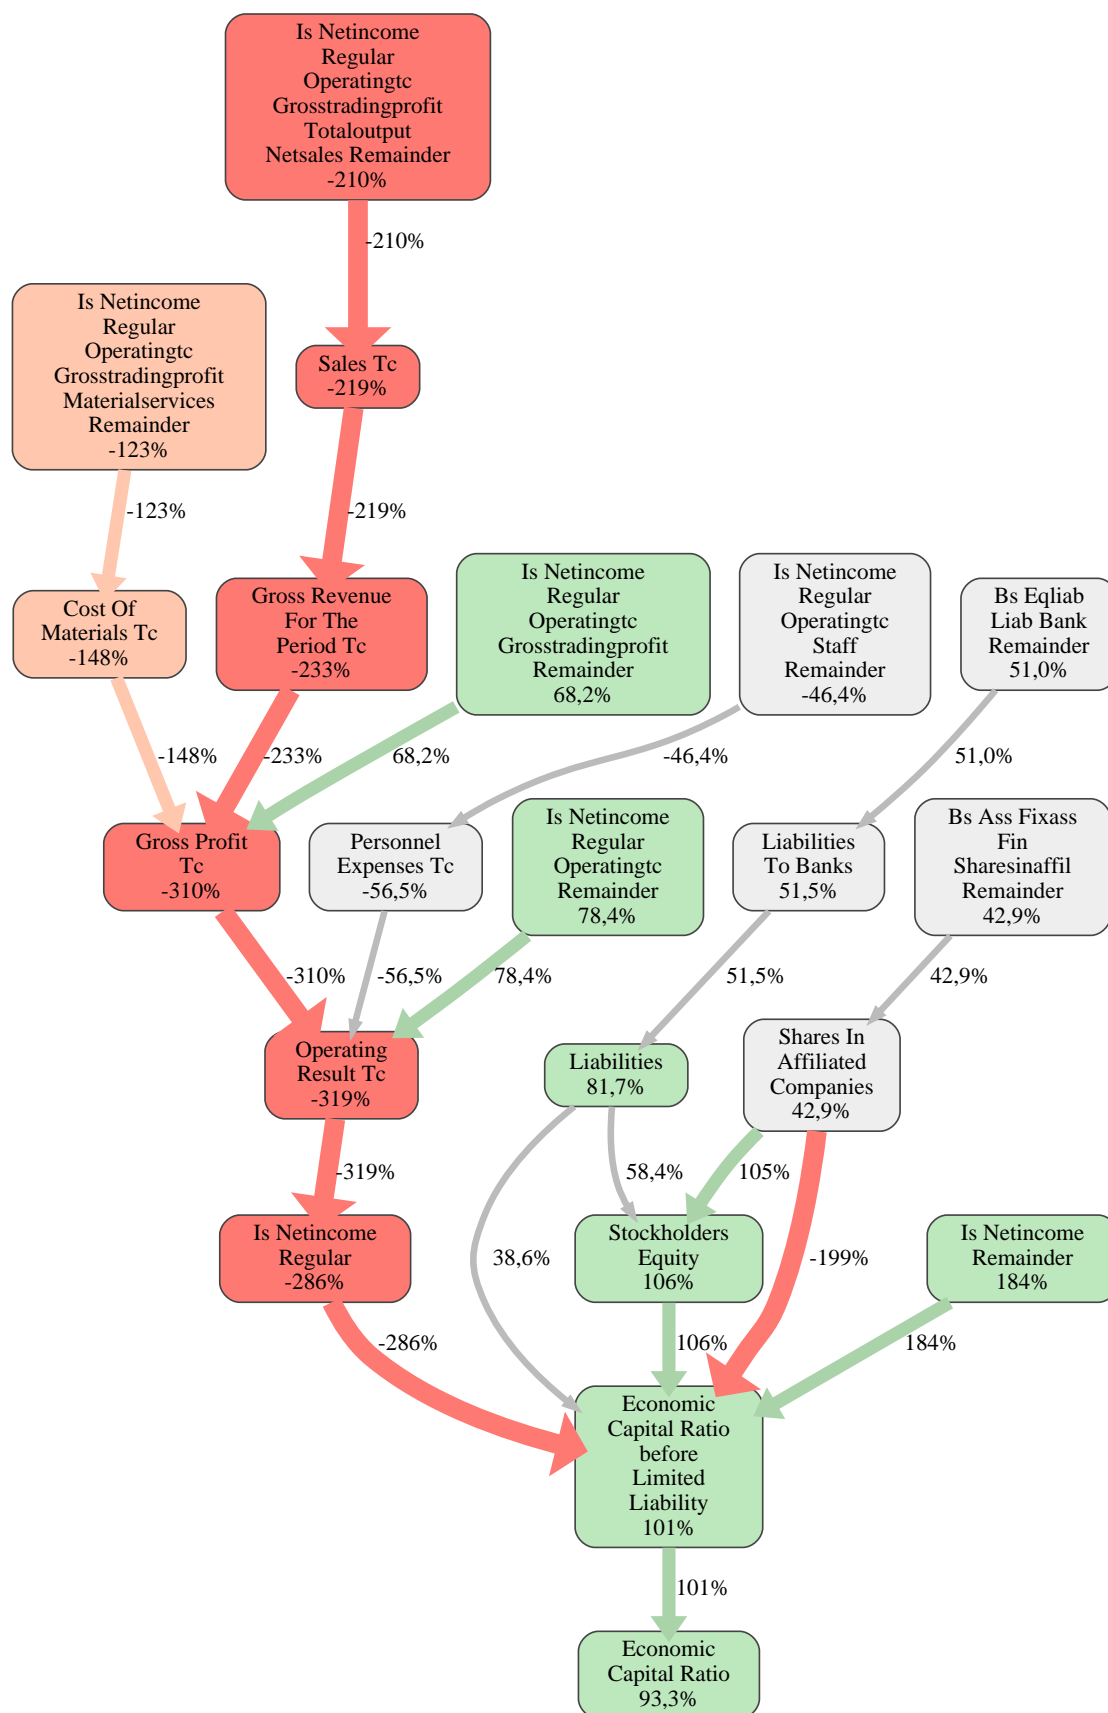 Is Netincome
Regular
Operatingtc
Grosstradingprofit
Totaloutput
Netsales Remainder
-210%
-210%
Is Netincome
Regular
Operatingtc
Grosstradingprofit
Materialservices
Remainder
-123%
Sales Tc
-219%
-123%
-219%
Cost Of
Materials Tc
-148%
Gross Revenue
For The
Period Tc
-233%
Is Netincome
Regular
Operatingtc
Grosstradingprofit
Remainder
68,2%
Is Netincome
Regular
Operatingtc
Staff
Remainder
-46,4%
Bs Eqliab
Liab Bank
Remainder
51,0%
-148%
-233%
68,2%
-46,4%
51,0%
Gross Profit
Tc
-310%
Personnel
Expenses Tc
-56,5%
Is Netincome
Regular
Operatingtc
Remainder
78,4%
Liabilities
To Banks
51,5%
Bs Ass Fixass
Fin
Sharesinaffil
Remainder
42,9%
-310%
-56,5%
78,4%
51,5%
42,9%
Operating
Result Tc
-319%
Liabilities
81,7%
Shares In
Affiliated
Companies
42,9%
-319%
58,4%
105%
Is Netincome
Regular
-286%
38,6%
Stockholders
Equity
106%
-199%
Is Netincome
Remainder
184%
-286%
106%
184%
Economic
Capital Ratio
before
Limited
Liability
101%
101%
Economic
Capital Ratio
93,3%